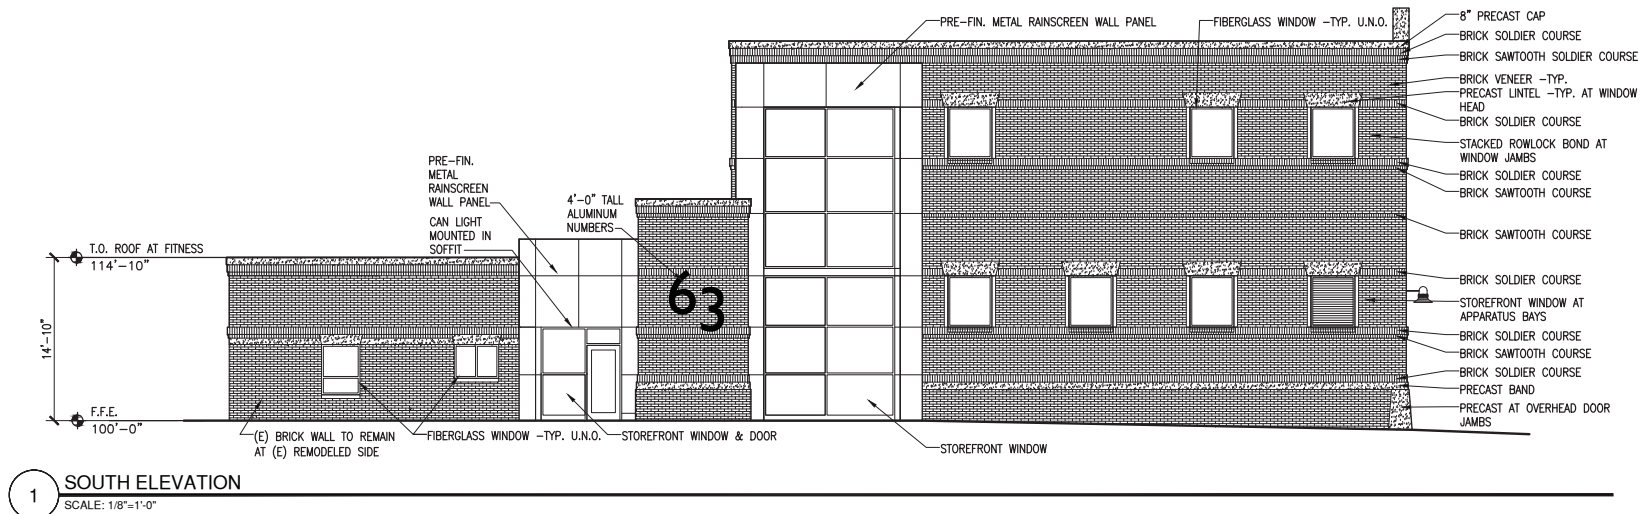 PRE-FIN. METAL RAINSCREEN WALL PANEL
FIBERGLASS WINDOW -TYP. U.N.O.
8" PRECAST CAP
BRICK SOLDIER COURSE
BRICK SAWTOOTH SOLDIER COURSE
BRICK VENEER -TYP.
PRECAST LINTEL -TYP. AT WINDOW
HEAD
BRICK SOLDIER COURSE
STACKED ROWLOCK BOND AT
WINDOW JAMBS
BRICK SOLDIER COURSE
BRICK SAWTOOTH COURSE
BRICK SAWTOOTH COURSE
BRICK SOLDIER COURSE
STOREFRONT WINDOW AT
APPARATUS BAYS
BRICK SOLDIER COURSE
BRICK SAWTOOTH COURSE
BRICK SOLDIER COURSE
PRECAST BAND
PRECAST AT OVERHEAD DOOR
JAMBS
PRE-FIN.
METAL
RAINSCREEN
WALL PANEL
CAN LIGHT
MOUNTED IN
SOFFIT
4'-0" TALL
ALUMINUM
NUMBERS
63
T.O. ROOF AT FITNESS
114'-10"
14'-10"
F.F.E.
100'-0"
(E) BRICK WALL TO REMAIN
AT (E) REMODELED SIDE
FIBERGLASS WINDOW -TYP. U.N.O.
STOREFRONT WINDOW & DOOR
STOREFRONT WINDOW
1
SOUTH ELEVATION
SCALE: 1/8"=1'-0"